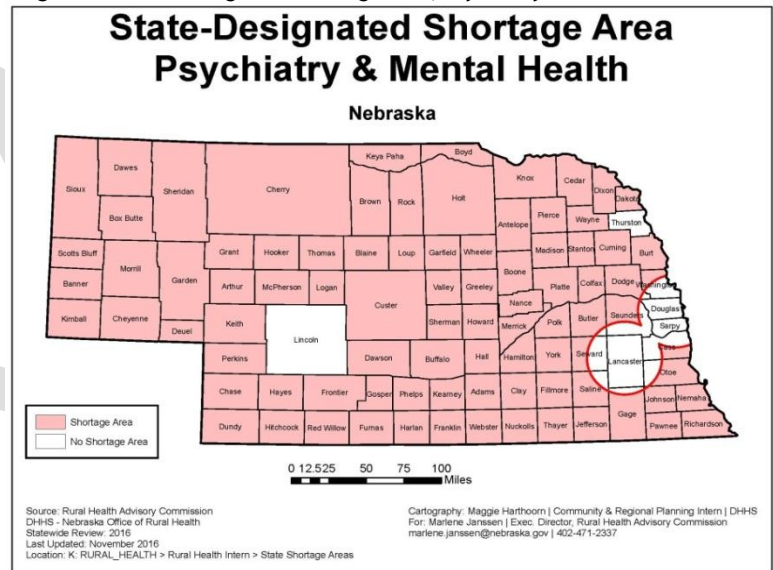 State-Designated Shortage Area
Psychiatry & Mental Health
Nebraska
Sioux
Dawes
Box Butte
Sheridan
Cherry
Keya Paha
Boyd
Brown
Rock
Holt
Knox
Cedar
Dixon
Dakota
Antelope
Pierce
Wayne
Thurston
Scotts Bluff
Banner
Kimball
Morrill
Cheyenne
Garden
Deuel
Grant
Hooker
Thomas
Blaine
Loup
Garfield
Wheeler
Madison
Stanton
Cuming
Burt
Arthur
McPherson
Logan
Custer
Valley
Greeley
Boone
Platte
Colfax
Dodge
Washington
Nance
Keith
Lincoln
Sherman
Howard
Merrick
Polk
Butler
Saunders
Douglas
Sarpy
Perkins
Dawson
Buffalo
Hall
Hamilton
York
Seward
Lancaster
Cass
Otoe
Chase
Hayes
Frontier
Gosper
Phelps
Kearney
Adams
Clay
Fillmore
Saline
Gage
Johnson
Nemaha
Dundy
Hitchcock
Red Willow
Furnas
Harlan
Franklin
Webster
Nuckolls
Thayer
Jefferson
Pawnee
Richardson
Shortage Area
No Shortage Area
0 12.525 50 75 100
Miles
Source: Rural Health Advisory Commission
DHHS - Nebraska Office of Rural Health
Statewide Review: 2016
Last Updated: November 2016
Location: K: RURAL_HEALTH > Rural Health Intern > State Shortage Areas
Cartography: Maggie Harthoorn | Community & Regional Planning Intern | DHHS
For: Marlene Janssen | Exec. Director, Rural Health Advisory Commission
marlene.janssen@nebraska.gov | 402-471-2337